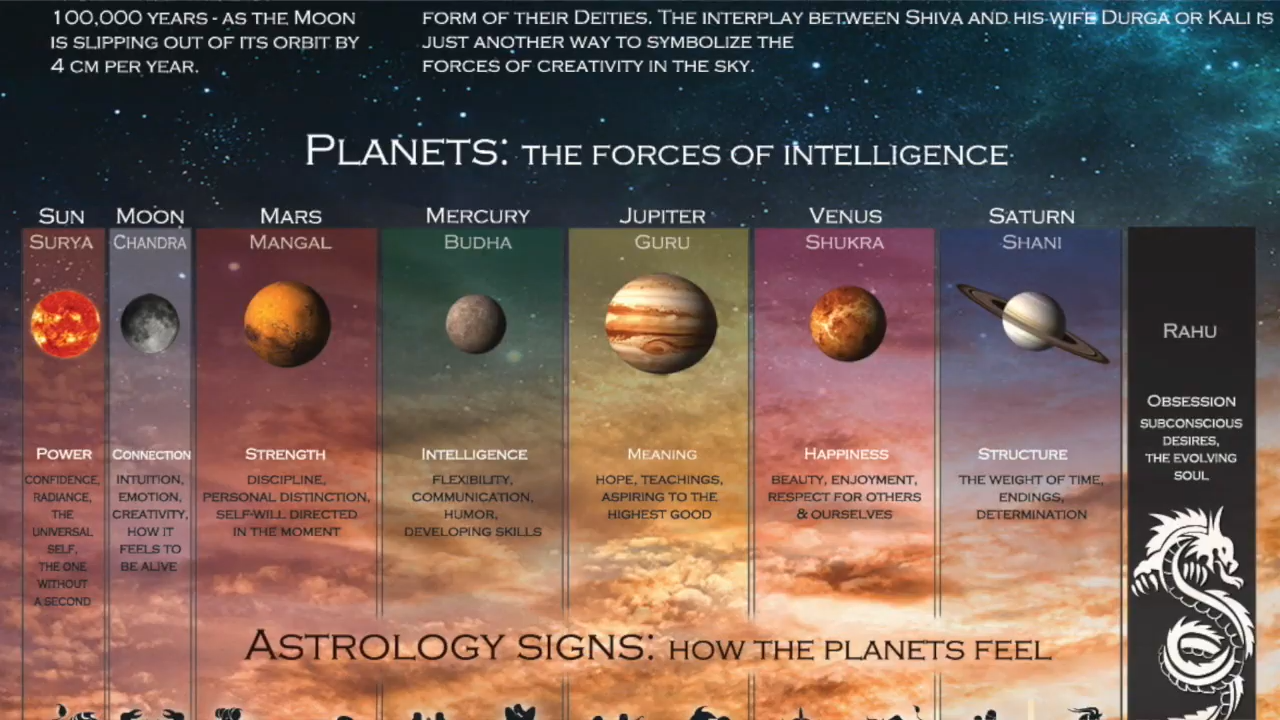 100,000 YEARS - AS THE MOON
IS SLIPPING OUT OF ITS ORBIT BY
4 CM PER YEAR.
FORM OF THEIR DEITIES. THE INTERPLAY BETWEEN SHIVA AND HIS WIFE DURGA OR KALI IS
JUST ANOTHER WAY TO SYMBOLIZE THE
FORCES OF CREATIVITY IN THE SKY.
PLANETS: THE FORCES OF INTELLIGENCE
SUN
SURYA
POWER
CONFIDENCE,
RADIANCE,
THE
UNIVERSAL
SELF,
THE ONE
WITHOUT
A SECOND
MOON
CHANDRA
CONNECTION
INTUITION,
EMOTION,
CREATIVITY,
HOW IT
FEELS TO
BE ALIVE
MARS
MANGAL
STRENGTH
DISCIPLINE,
PERSONAL DISTINCTION,
SELF-WILL DIRECTED
IN THE MOMENT
MERCURY
BUDHA
INTELLIGENCE
FLEXIBILITY,
COMMUNICATION,
HUMOR,
DEVELOPING SKILLS
JUPITER
GURU
MEANING
HOPE, TEACHINGS,
ASPIRING TO THE
HIGHEST GOOD
VENUS
SHUKRA
HAPPINESS
BEAUTY, ENJOYMENT,
RESPECT FOR OTHERS
& OURSELVES
SATURN
SHANI
STRUCTURE
THE WEIGHT OF TIME,
ENDINGS,
DETERMINATION
RAHU
OBSESSION
SUBCONSCIOUS
DESIRES,
THE EVOLVING
SOUL
ASTROLOGY SIGNS: HOW THE PLANETS FEEL